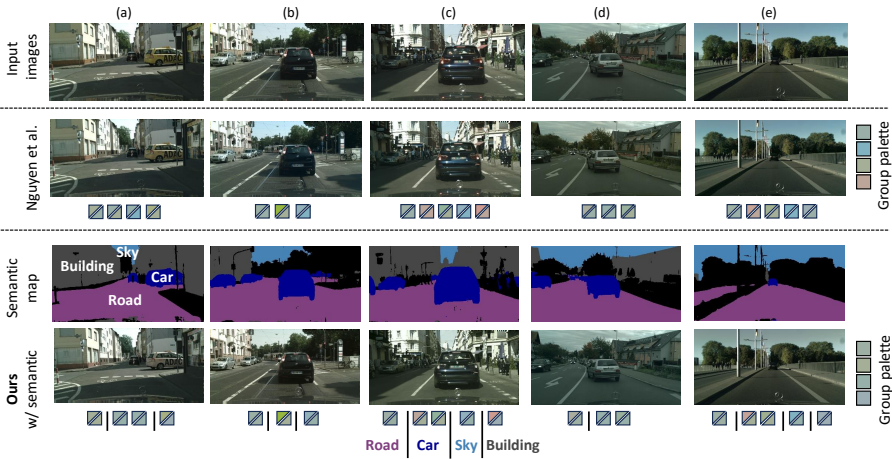 (a) (b) (c) (d) (e)
Input
images
Nguyen et al.
Group palette
Semantic
map
Sky
Building
Car
Road
Ours
w/ semantic
Group palette
Road Car Sky Building